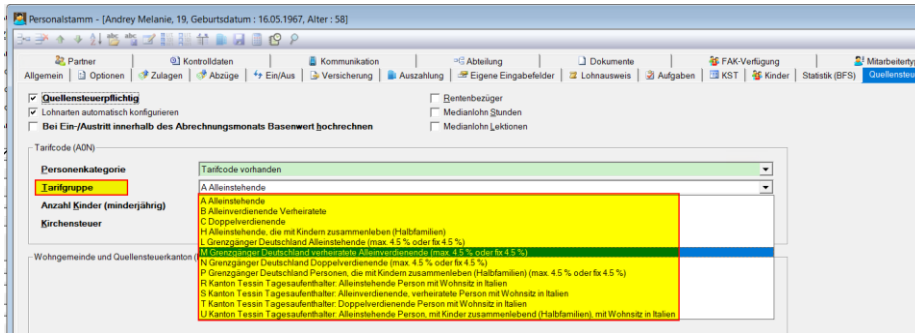 Personalstamm - [Andrey Melanie, 19, Geburtsdatum : 16.05.1967, Alter : 58]
Partner | Kontrolldaten | Kommunikation | Abteilung | Dokumente | FAK-Verfügung | Mitarbeitertyp
Allgemein | Optionen | Zulagen | Abzüge | Ein/Aus | Versicherung | Auszahlung | Eigene Eingabefelder | Lohnausweis | Aufgaben | KST | Kinder | Statistik (BFS) | Quellensteue
Quellensteuerpflichtig
Rentenbezüger
Lohnarten automatisch konfigurieren
Medianlohn Stunden
Bei Ein-/Austritt innerhalb des Abrechnungsmonats Basenwert hochrechnen
Medianlohn Lektionen
Tarifcode (A0N)
Personenkategorie
Tarifcode vorhanden
Tarifgruppe
A Alleinstehende
Anzahl Kinder (minderjährig)
Kirchensteuer
A Alleinstehende
B Alleinverdienende Verheiratete
C Doppelverdienende
H Alleinstehende, die mit Kindern zusammenleben (Halbfamilien)
L Grenzgänger Deutschland Alleinstehende (max. 4.5 % oder fix 4.5 %)
M Grenzgänger Deutschland verheiratete Alleinverdienende (max. 4.5 % oder fix 4.5 %)
N Grenzgänger Deutschland Doppelverdienende (max. 4.5 % oder fix 4.5 %)
P Grenzgänger Deutschland Personen, die mit Kindern zusammenleben (Halbfamilien) (max. 4.5 % oder fix 4.5 %)
R Kanton Tessin Tagesaufenthalter: Alleinstehende Person mit Wohnsitz in Italien
S Kanton Tessin Tagesaufenthalter: Alleinverdienende, verheiratete Person mit Wohnsitz in Italien
T Kanton Tessin Tagesaufenthalter: Doppelverdienende Person mit Wohnsitz in Italien
U Kanton Tessin Tagesaufenthalter: Alleinstehende Person, mit Kinder zusammenlebend (Halbfamilien), mit Wohnsitz in Italien
Wohngemeinde und Quellensteuerkanton (